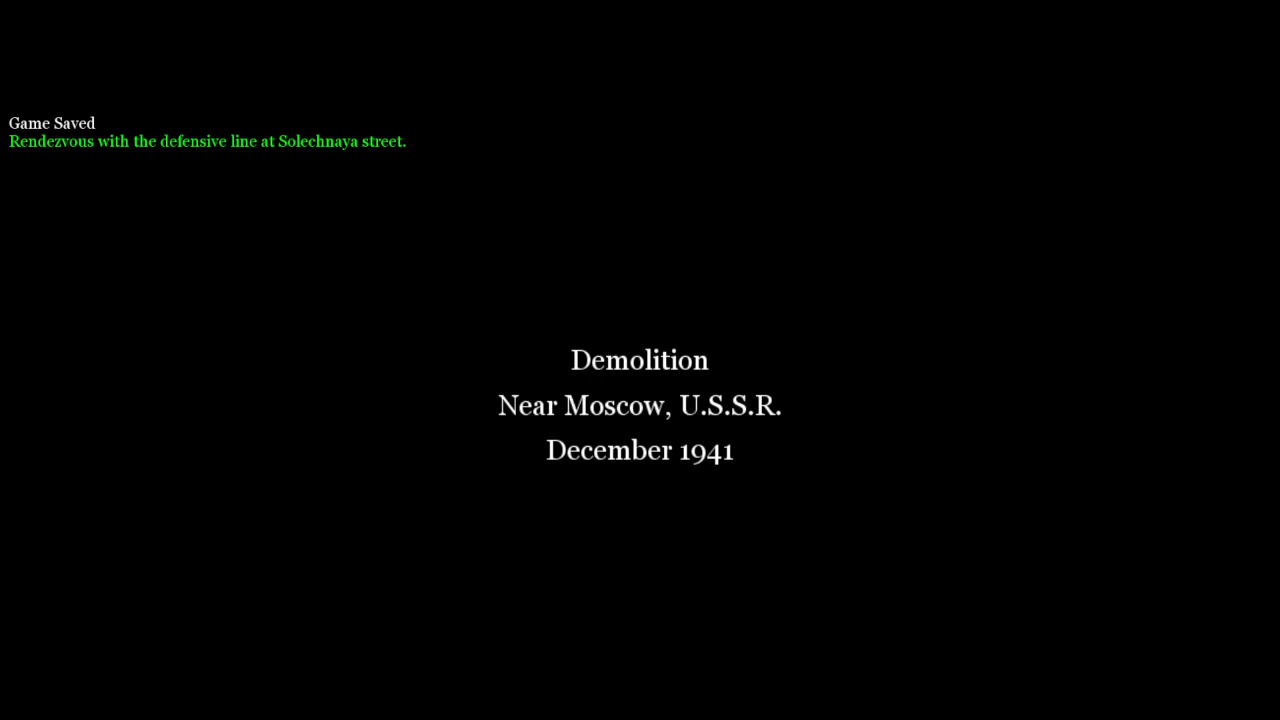 Game Saved
Rendezvous with the defensive line at Solechnaya street.
Demolition
Near Moscow, U.S.S.R.
December 1941